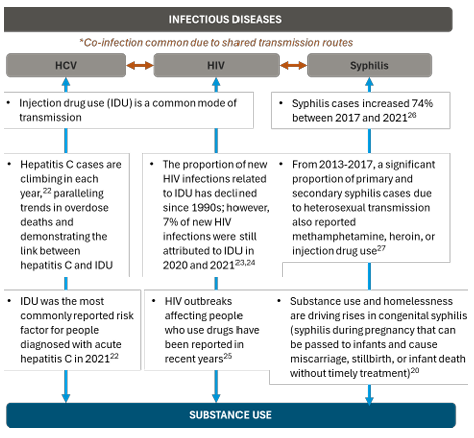 INFECTIOUS DISEASES
*Co-infection common due to shared transmission routes
HCV
HIV
Syphilis
• Injection drug use (IDU) is a common mode of
transmission
• Syphilis cases increased 74%
between 2017 and 2021²⁶
• Hepatitis C cases are
climbing in each
year,²² paralleling
trends in overdose
deaths and
demonstrating the
link between
hepatitis C and IDU
• The proportion of new
HIV infections related
to IDU has declined
since 1990s; however,
7% of new HIV
infections were still
attributed to IDU in
2020 and 2021²³,²⁴
• From 2013-2017, a significant
proportion of primary and
secondary syphilis cases due
to heterosexual transmission
also reported
methamphetamine, heroin, or
injection drug use²⁷
• IDU was the most
commonly reported risk
factor for people
diagnosed with acute
hepatitis C in 2021²²
• HIV outbreaks
affecting people
who use drugs have
been reported in
recent years²⁵
• Substance use and homelessness
are driving rises in congenital syphilis
(syphilis during pregnancy that can
be passed to infants and cause
miscarriage, stillbirth, or infant death
without timely treatment)²⁰
SUBSTANCE USE